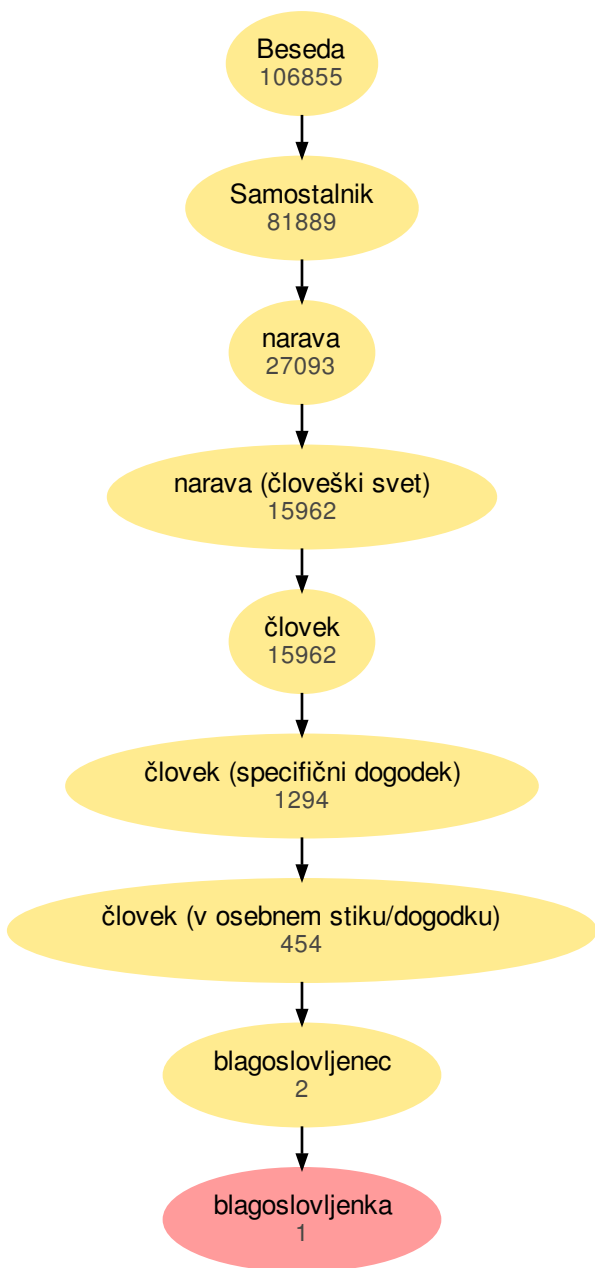 Beseda
106855
Samostalnik
81889
narava
27093
narava (človeški svet)
15962
človek
15962
človek (specifični dogodek)
1294
človek (v osebnem stiku/dogodku)
454
blagoslovljenec
2
blagoslovljenka
1